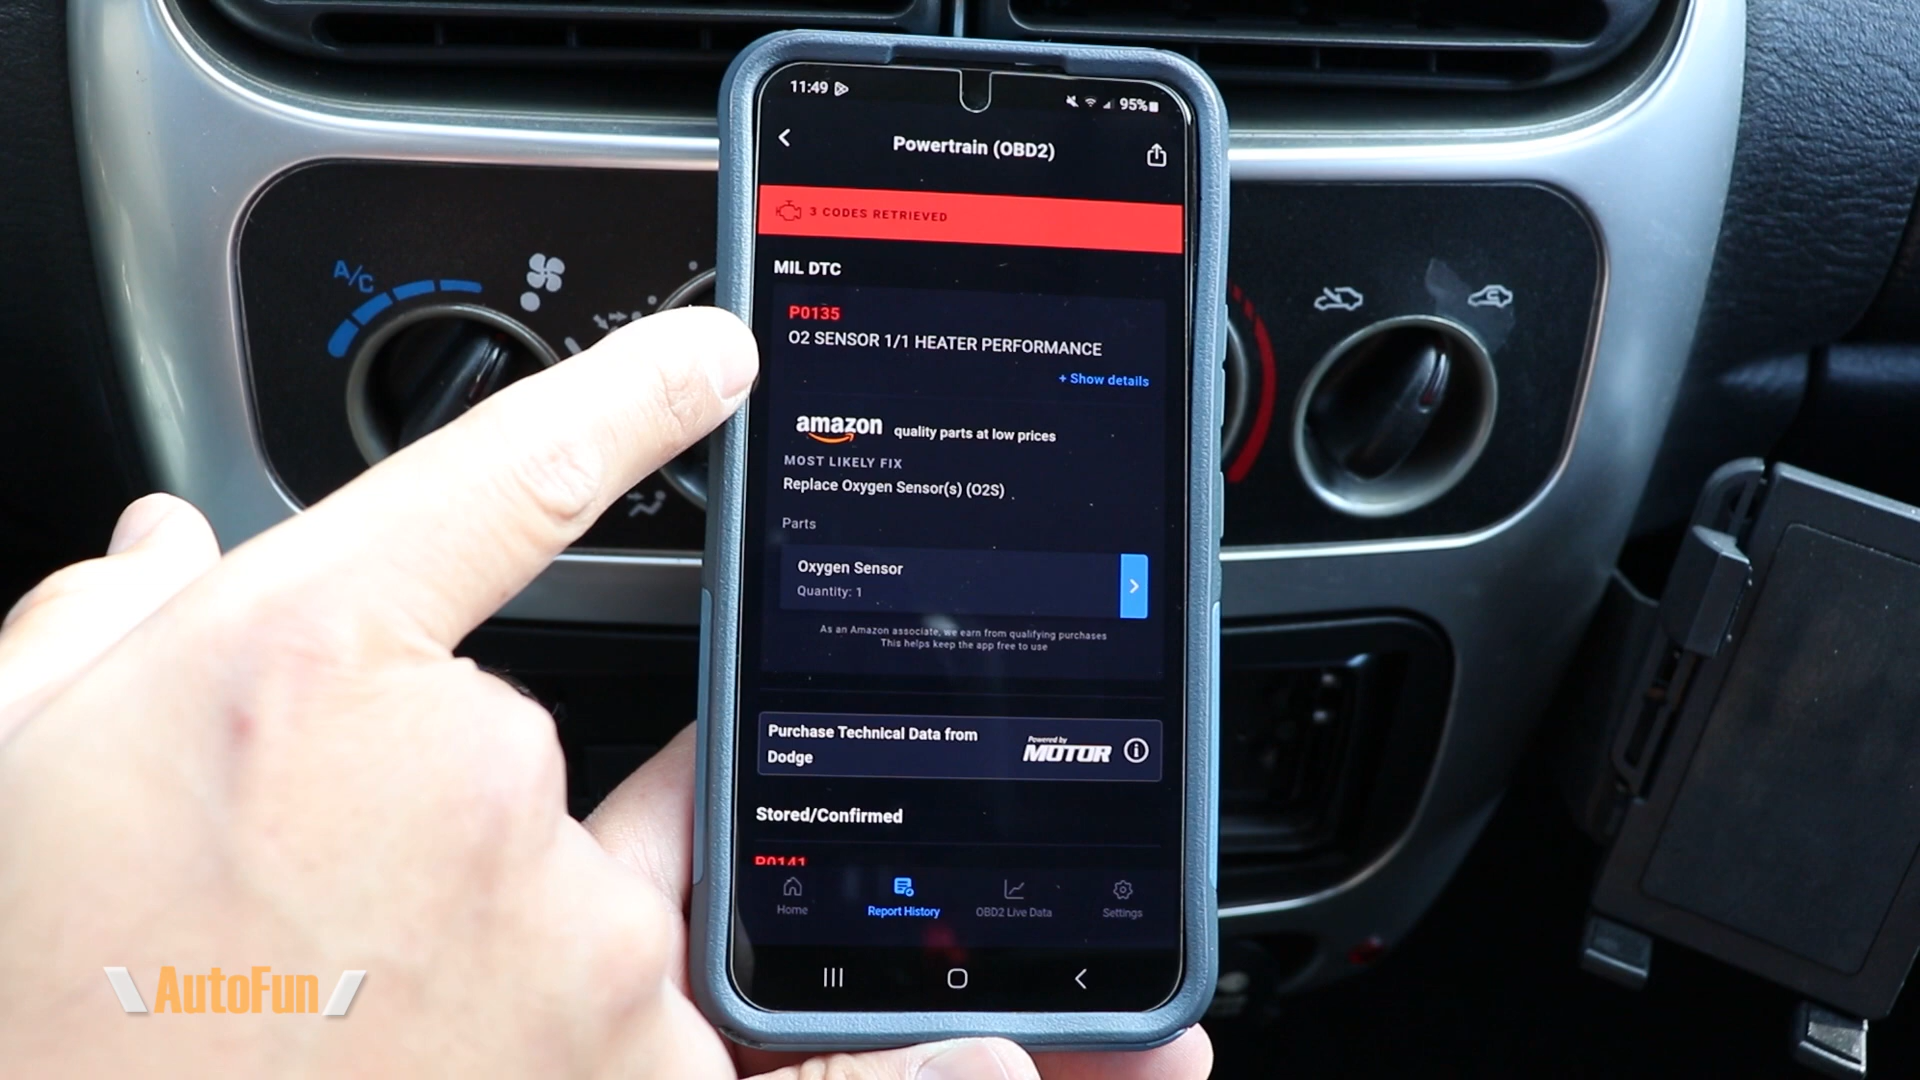 11:49
95%
Powertrain (OBD2)
3 CODES RETRIEVED
MIL DTC
P0135
O2 SENSOR 1/1 HEATER PERFORMANCE
+ Show details
amazon quality parts at low prices
MOST LIKELY FIX
Replace Oxygen Sensor(s) (O2S)
Parts
Oxygen Sensor
Quantity: 1
As an Amazon associate, we earn from qualifying purchases
This helps keep the app free to use
Purchase Technical Data from
Dodge
Powered by
MOTOR
Stored/Confirmed
P0141
Home
Report History
OBD2 Live Data
Settings
A/C
AutoFun